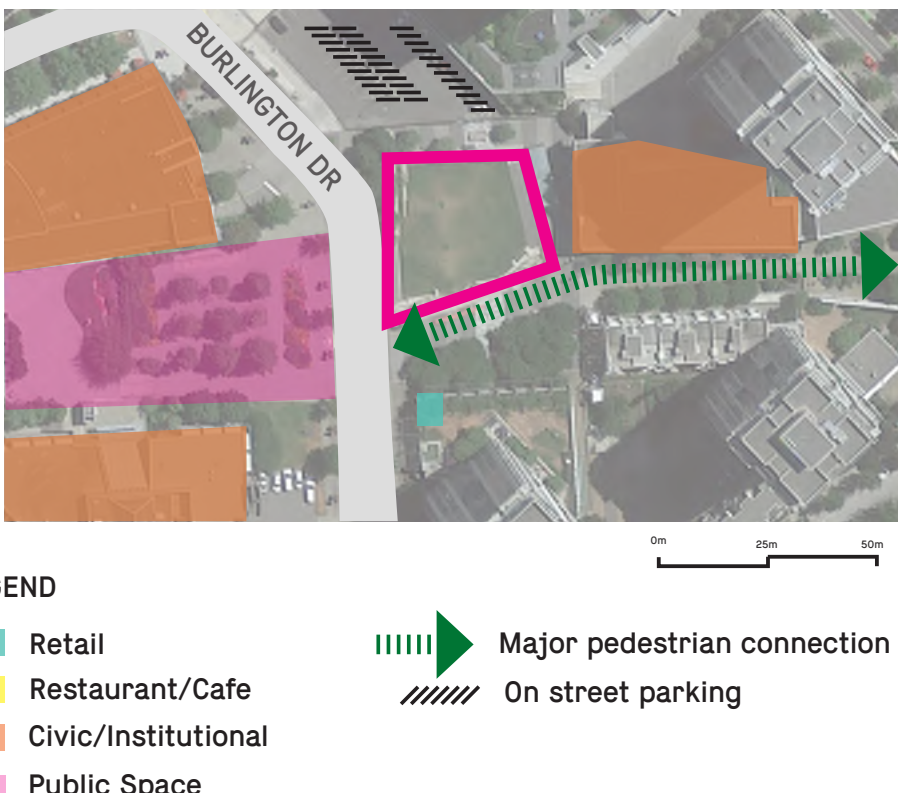 BURLINGTON DR
0m 25m 50m
GEND
Retail
Restaurant/Cafe
Civic/Institutional
Public Space
Major pedestrian connection
On street parking